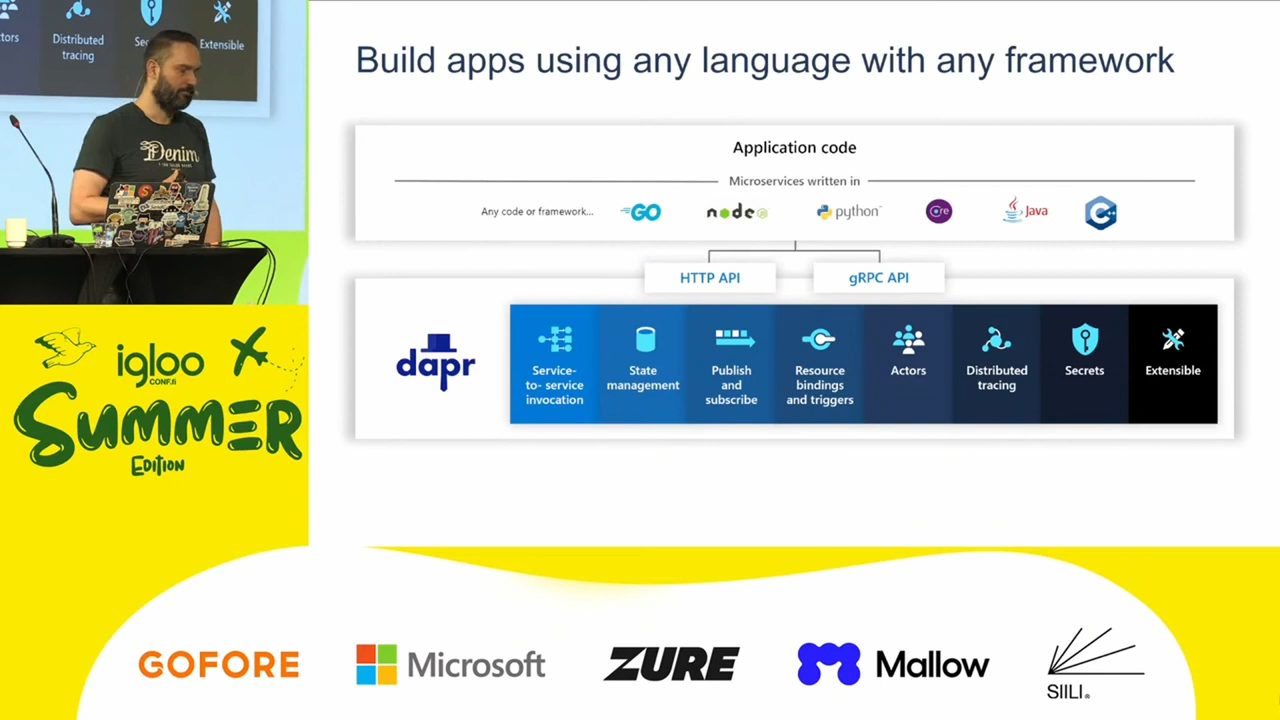 tors
Distributed
tracing
Sec
Extensible
Denim
Build apps using any language with any framework
Application code
Microservices written in
Any code or framework...
GO
node
JS
python
Core
Java
C++
HTTP API
gRPC API
dapr
Service-
to- service
invocation
State
management
Publish
and
subscribe
Resource
bindings
and triggers
Actors
Distributed
tracing
Secrets
Extensible
igloo
CONF.fi
SUMMER
EDITION
GOFORE
Microsoft
ZURE
Mallow
SIILI